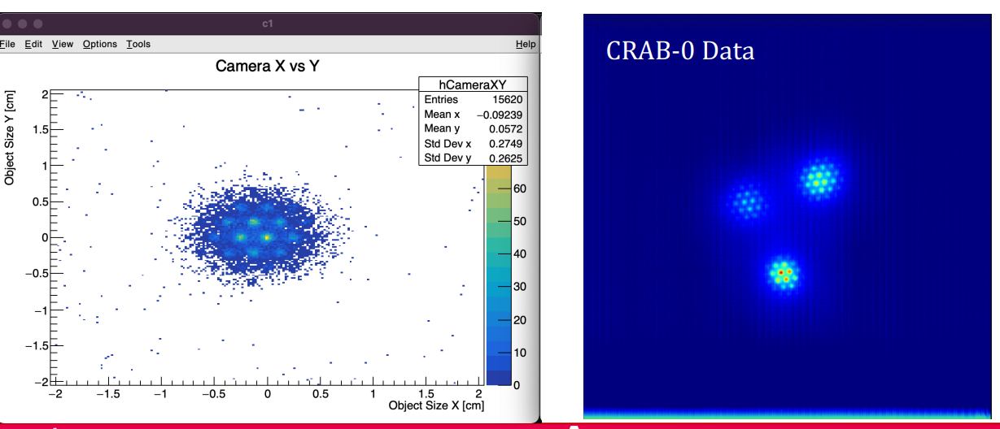 c1
File Edit View Options Tools Help
Camera X vs Y
hCameraXY
Entries 15620
Mean x −0.09239
Mean y 0.0572
Std Dev x 0.2749
Std Dev y 0.2625
Object Size Y [cm]
2
1.5
1
0.5
0
−0.5
−1
−1.5
−2
−2 −1.5 −1 −0.5 0 0.5 1 1.5 2
Object Size X [cm]
60
50
40
30
20
10
0
CRAB-0 Data